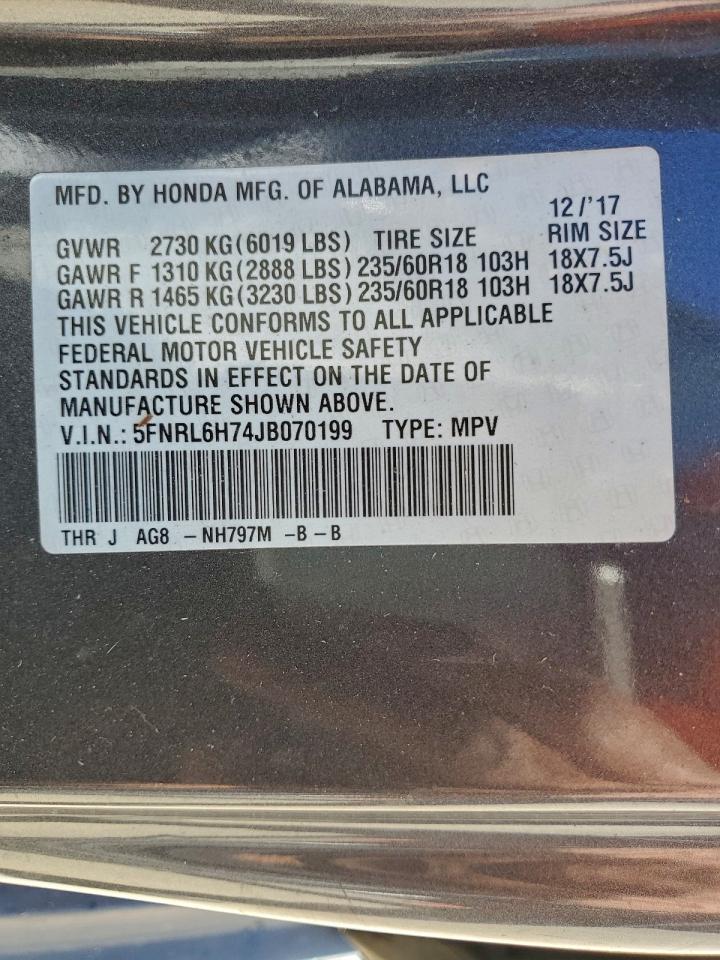 MFD. BY HONDA MFG. OF ALABAMA, LLC
12 /'17
GVWR 2730 KG (6019 LBS) TIRE SIZE RIM SIZE
GAWR F 1310 KG (2888 LBS) 235/60R18 103H 18X7.5J
GAWR R 1465 KG (3230 LBS) 235/60R18 103H 18X7.5J
THIS VEHICLE CONFORMS TO ALL APPLICABLE
FEDERAL MOTOR VEHICLE SAFETY
STANDARDS IN EFFECT ON THE DATE OF
MANUFACTURE SHOWN ABOVE.
V.I.N.: 5FNRL6H74JB070199 TYPE: MPV
THR J AG8 - NH797M -B - B